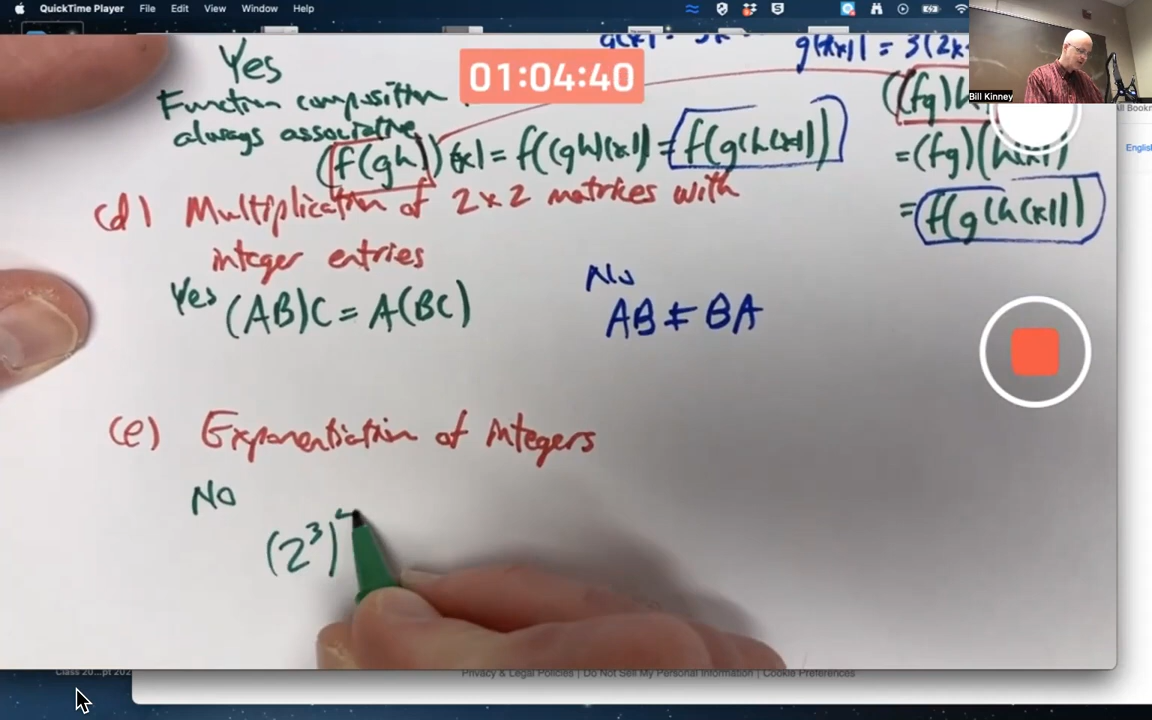 QuickTime Player File Edit View Window Help
01:04:40
Bill Kinney
Yes
Function composition
always associative
g(f(x)) = 3(2x
(f(gh))(x) = f((gh)(x)) = f(g(h(x)))
((fg)h
= (fg)(h(x))
= f(g(h(x)))
(d) Multiplication of 2x2 matrices with
integer entries
Yes (AB)C = A(BC)
No
AB ≠ BA
(e) Exponentiation of integers
No
(2³)
English
Privacy & Legal Policies | Do Not Sell My Personal Information | Cookie Preferences